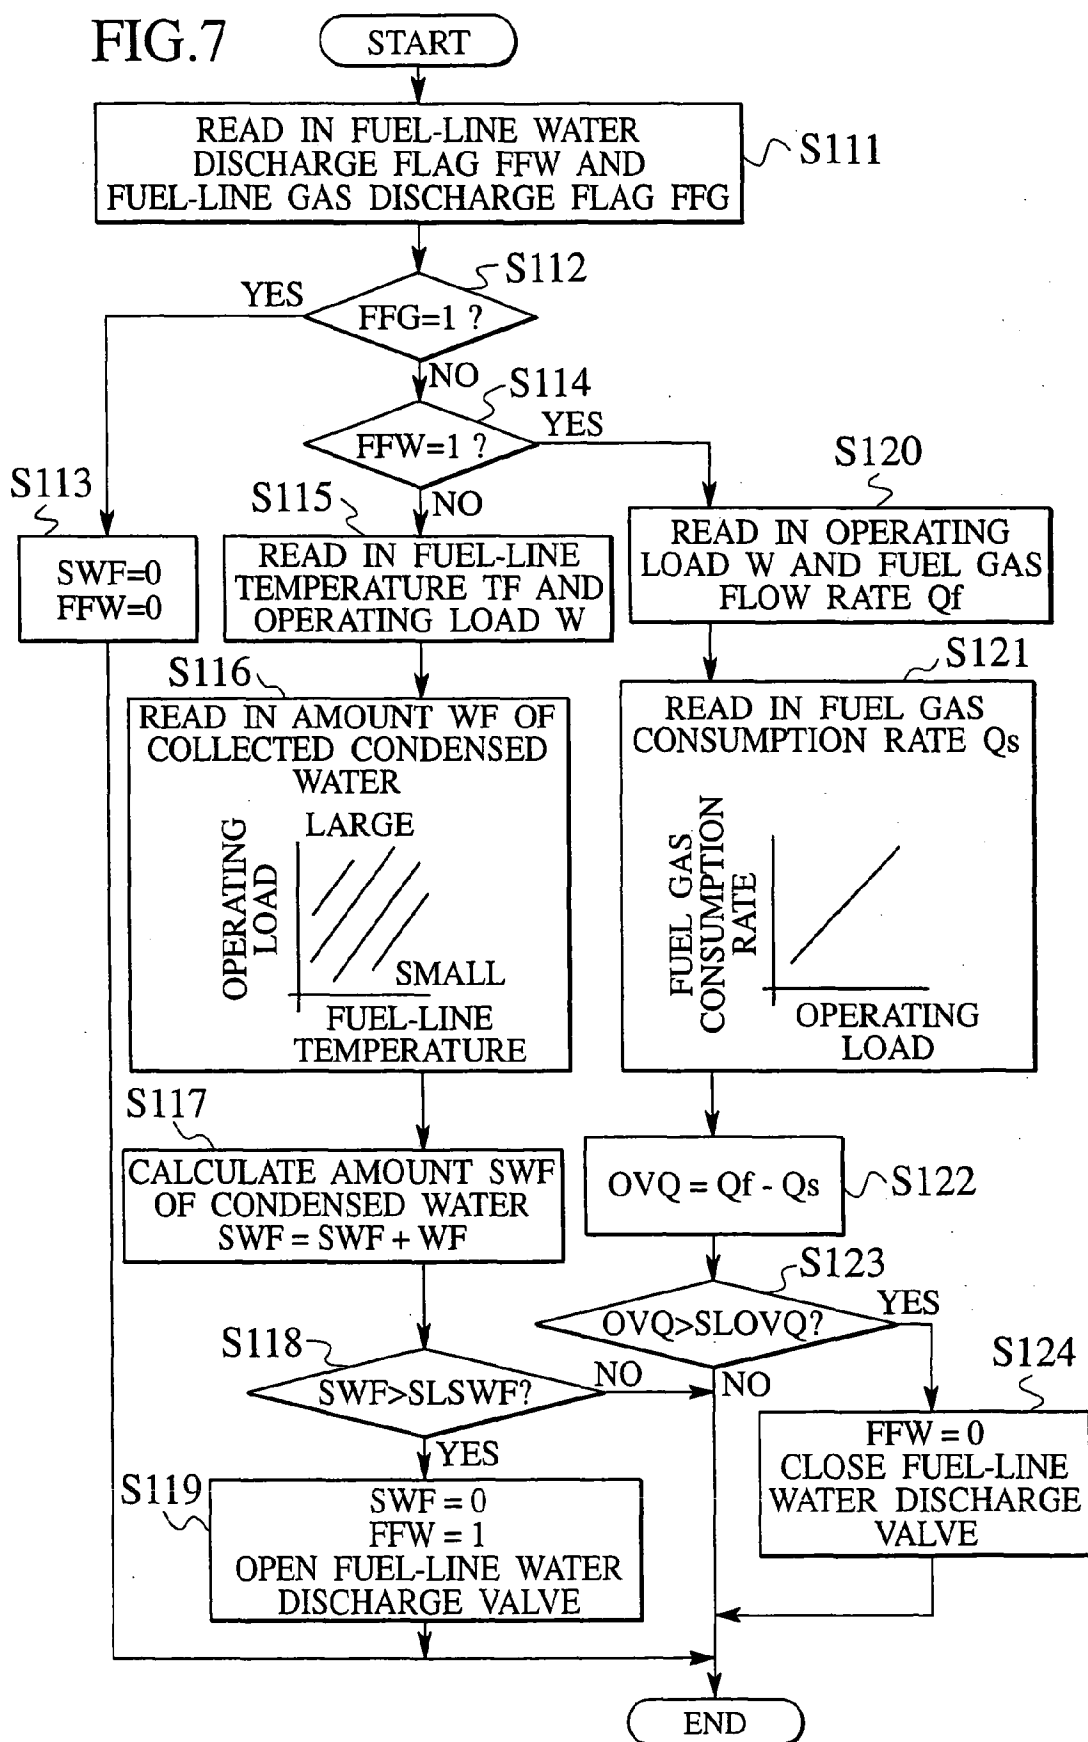 FIG.7
START
READ IN FUEL-LINE WATER
DISCHARGE FLAG FFW AND
FUEL-LINE GAS DISCHARGE FLAG FFG
S111
S112
YES
FFG=1 ?
NO
S114
FFW=1 ?
YES
NO
S113
SWF=0
FFW=0
S115
READ IN FUEL-LINE
TEMPERATURE TF AND
OPERATING LOAD W
S120
READ IN OPERATING
LOAD W AND FUEL GAS
FLOW RATE Qf
S116
READ IN AMOUNT WF OF
COLLECTED CONDENSED
WATER
OPERATING
LOAD
LARGE
SMALL
FUEL-LINE
TEMPERATURE
S121
READ IN FUEL GAS
CONSUMPTION RATE Qs
FUEL GAS
CONSUMPTION
RATE
OPERATING
LOAD
S117
CALCULATE AMOUNT SWF
OF CONDENSED WATER
SWF = SWF + WF
OVQ = Qf - Qs
S122
S123
OVQ>SLOVQ?
YES
NO
S118
SWF>SLSWF?
NO
YES
S124
FFW = 0
CLOSE FUEL-LINE
WATER DISCHARGE
VALVE
S119
SWF = 0
FFW = 1
OPEN FUEL-LINE WATER
DISCHARGE VALVE
END